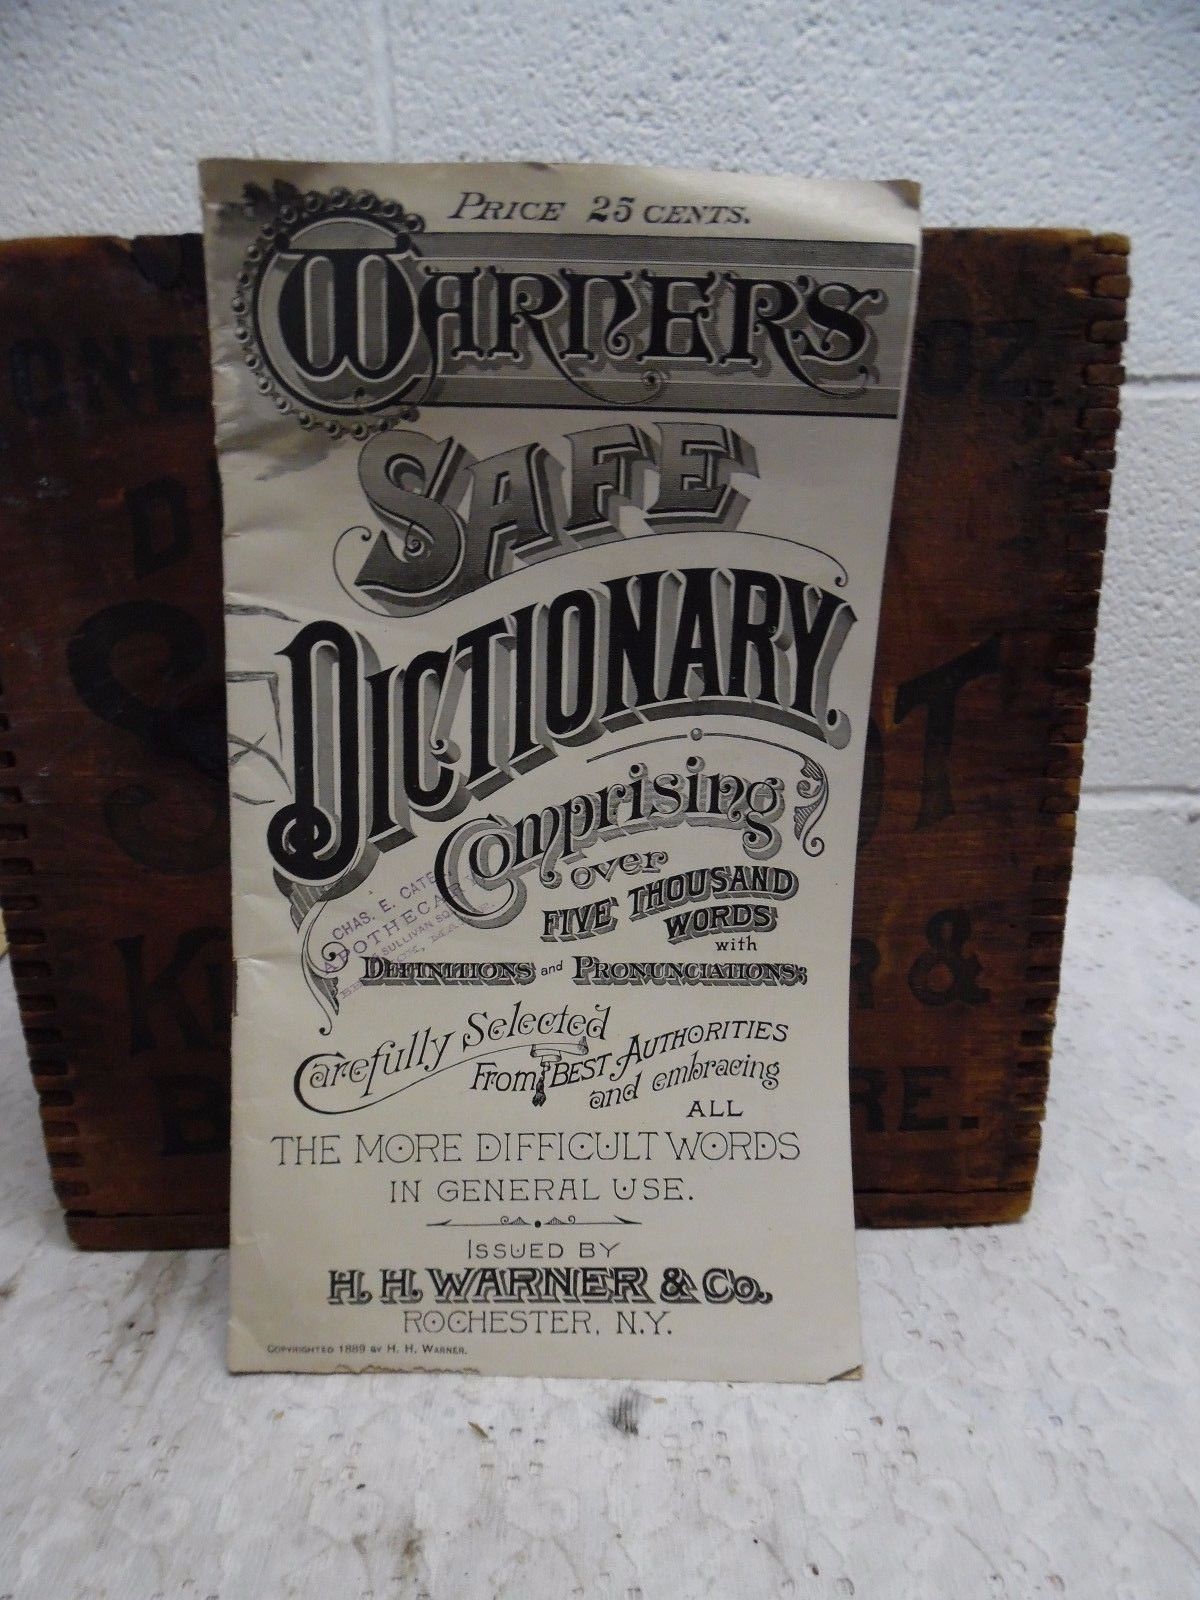 PRICE 25 CENTS.
WARNER'S
SAFE
DICTIONARY.
Comprising
over
FIVE THOUSAND
WORDS
with
DEFINITIONS and PRONUNCIATIONS;
CHAS. E. CATE
APOTHECARY
SULLIVAN SQ
Carefully Selected
From BEST AUTHORITIES
and embracing
ALL
THE MORE DIFFICULT WORDS
IN GENERAL USE.
ISSUED BY
H. H. WARNER & Co.
ROCHESTER, N.Y.
COPYRIGHTED 1889 BY H. H. WARNER.
ONE
OZ.
D
S
OT
K
R &
B
RE.